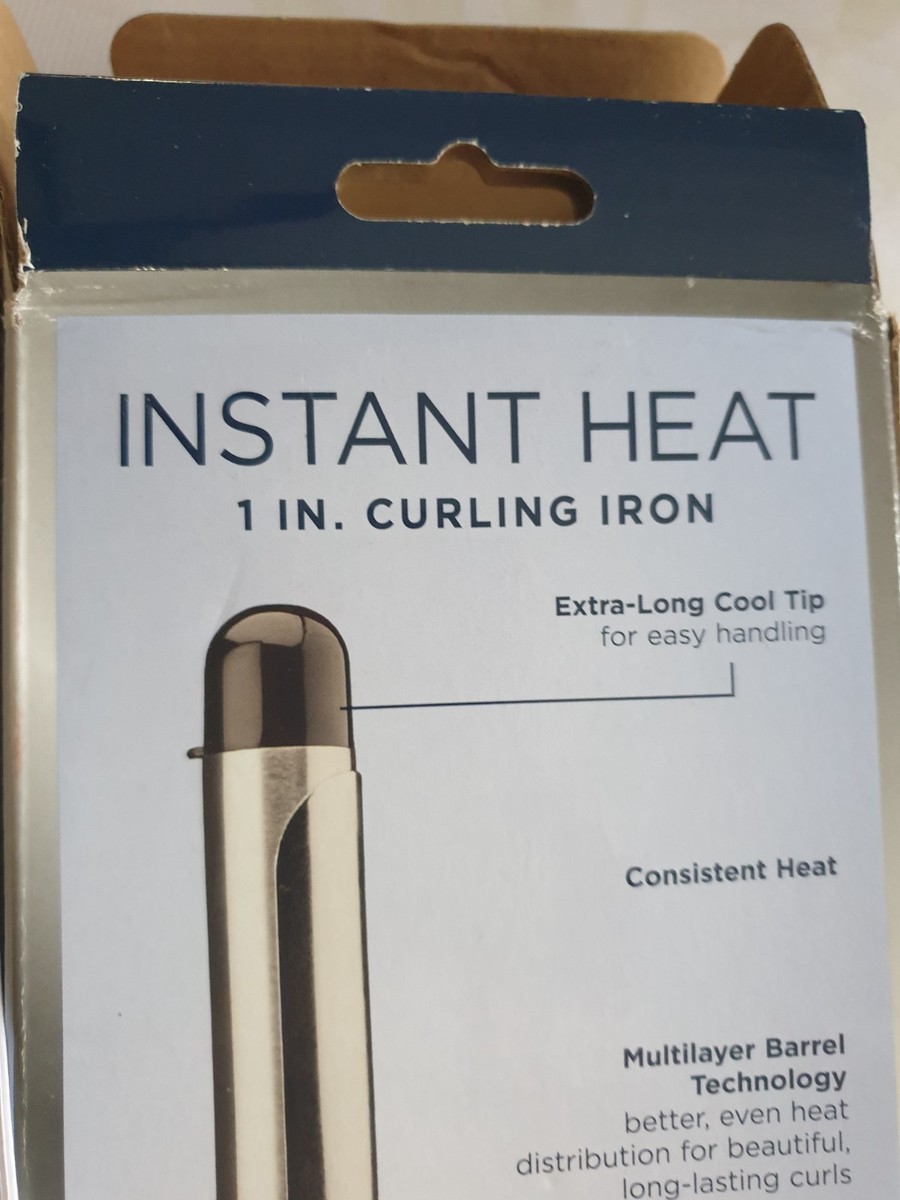 INSTANT HEAT
1 IN. CURLING IRON
Extra-Long Cool Tip
for easy handling
Consistent Heat
Multilayer Barrel
Technology
better, even heat
distribution for beautiful,
long-lasting curls